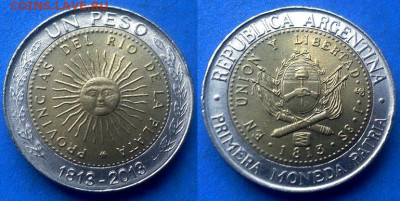 COINS.LAVE.RU
UN PESO
PROVINCIAS DEL RIO DE LA PLATA
1813-2013
REPUBLICA ARGENTINA
EN UNION Y LIBERTAD
1813
PRIMERA MONEDA PATRIA